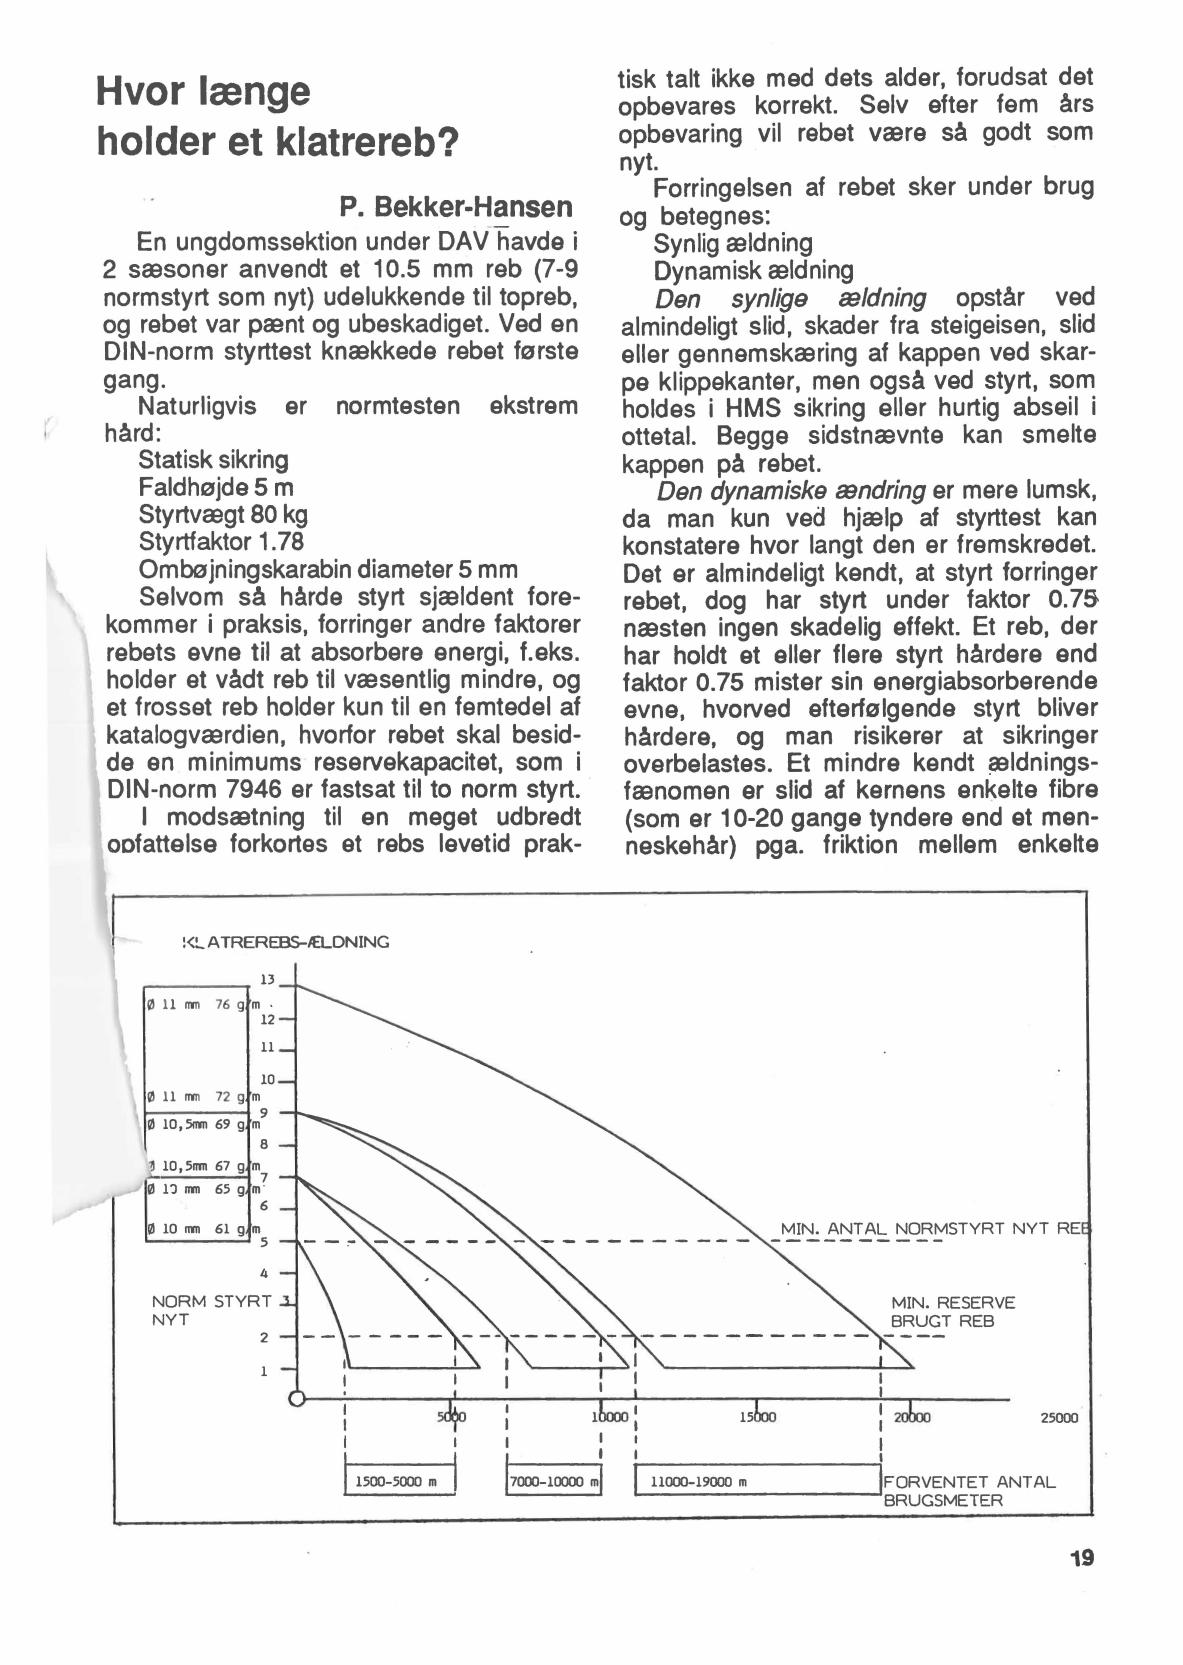 Hvor længe
holder et klatrereb?
P. Bekker-Hansen
En ungdomssektion under DAV havde i
2 sæsoner anvendt et 10.5 mm reb (7-9
normstyrt som nyt) udelukkende til topreb,
og rebet var pænt og ubeskadiget. Ved en
DIN-norm styrttest knækkede rebet første
gang.
Naturligvis er normtesten ekstrem
hård:
Statisk sikring
Faldhøjde 5 m
Styrtvægt 80 kg
Styrtfaktor 1.78
Ombøjningskarabin diameter 5 mm
Selvom så hårde styrt sjældent fore-
kommer i praksis, forringer andre faktorer
rebets evne til at absorbere energi, f.eks.
holder et vådt reb til væsentlig mindre, og
et frosset reb holder kun til en femtedel af
katalogværdien, hvorfor rebet skal besid-
de en minimums reservekapacitet, som i
DIN-norm 7946 er fastsat til to norm styrt.
I modsætning til en meget udbredt
opfattelse forkortes et rebs levetid prak-
tisk talt ikke med dets alder, forudsat det
opbevares korrekt. Selv efter fem års
opbevaring vil rebet være så godt som
nyt.
Forringelsen af rebet sker under brug
og betegnes:
Synlig ældning
Dynamisk ældning
Den synlige ældning opstår ved
almindeligt slid, skader fra steigeisen, slid
eller gennemskæring af kappen ved skar-
pe klippekanter, men også ved styrt, som
holdes i HMS sikring eller hurtig abseil i
ottetal. Begge sidstnævnte kan smelte
kappen på rebet.
Den dynamiske ændring er mere lumsk,
da man kun ved hjælp af styrttest kan
konstatere hvor langt den er fremskredet.
Det er almindeligt kendt, at styrt forringer
rebet, dog har styrt under faktor 0.75
næsten ingen skadelig effekt. Et reb, der
har holdt et eller flere styrt hårdere end
faktor 0.75 mister sin energiabsorberende
evne, hvorved efterfølgende styrt bliver
hårdere, og man risikerer at sikringer
overbelastes. Et mindre kendt ældnings-
fænomen er slid af kernens enkelte fibre
(som er 10-20 gange tyndere end et men-
neskehår) pga. friktion mellem enkelte
KLATREREBS-ÆLDNING
13
Ø 11 mm 76 g/m
12
11
10
Ø 11 mm 72 g/m
9
Ø 10,5mm 69 g/m
8
Ø 10,5mm 67 g/m
7
Ø 10 mm 65 g/m
6
Ø 10 mm 61 g/m
MIN. ANTAL NORMSTYRT NYT REB
5
4
NORM STYRT 3
NYT
MIN. RESERVE
BRUGT REB
2
1
5000 10000 15000 20000 25000
1500-5000 m 7000-10000 m 11000-19000 m FORVENTET ANTAL
BRUGSMETER
19